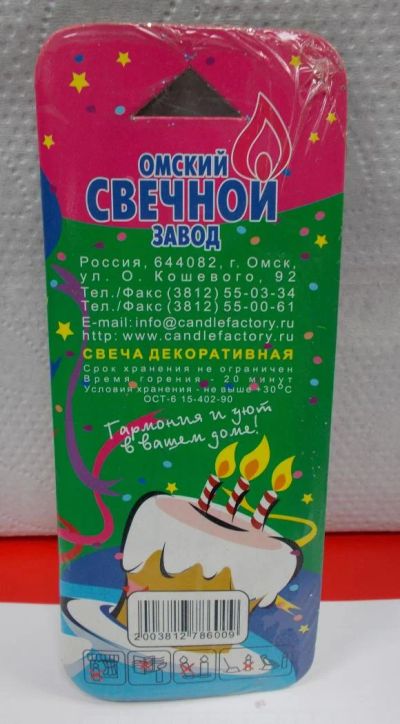 ОМСКИЙ
СВЕЧНОЙ
ЗАВОД
Россия, 644082, г. Омск,
ул. О. Кошевого, 92
Тел./Факс (3812) 55-03-34
Тел./Факс (3812) 55-00-61
E-mail: info@candlefactory.ru
http: www.candlefactory.ru
СВЕЧА ДЕКОРАТИВНАЯ
Срок хранения не ограничен
Время горения - 20 минут
Условия хранения - не выше +30°С
ОСТ-6 15-402-90
Гармония и уют
в вашем доме!
2003812 786009